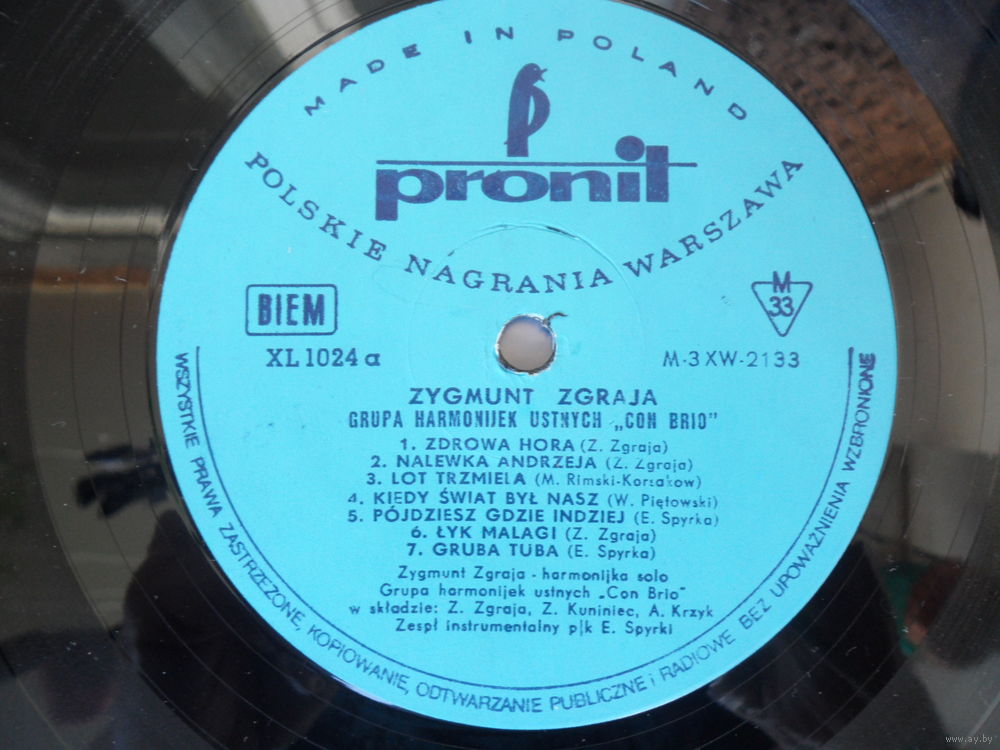 MADE IN POLAND
pronit
POLSKIE NAGRANIA WARSZAWA
BIEM
M
33
XL 1024 a
M-3 XW-2133
ZYGMUNT ZGRAJA
GRUPA HARMONIJEK USTNYCH „CON BRIO"
1. ZDROWA HORA (Z. Zgraja)
2. NALEWKA ANDRZEJA (Z. Zgraja)
3. LOT TRZMIELA (M. Rimski-Korsakow)
4. KIEDY ŚWIAT BYŁ NASZ (W. Piętowski)
5. PÓJDZIESZ GDZIE INDZIEJ (E. Spyrka)
6. ŁYK MALAGI (Z. Zgraja)
7. GRUBA TUBA (E. Spyrka)
Zygmunt Zgraja - harmonijka solo
Grupa harmonijek ustnych „Con Brio"
w składzie: Z. Zgraja, Z. Kuniniec, A. Krzyk
Zespł instrumentalny p/k E. Spyrki
WSZYSTKIE PRAWA ZASTRZEŻONE, KOPIOWANIE, ODTWARZANIE PUBLICZNE i RADIOWE BEZ UPOWAŻNIENIA WZBRONIONE
www.ay.by